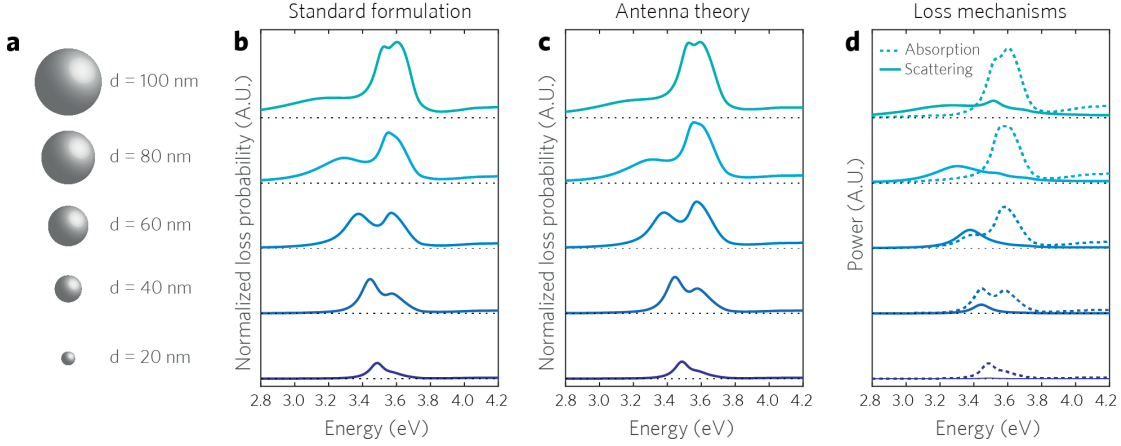 Standard formulation
Antenna theory
Loss mechanisms
a
d = 100 nm
d = 80 nm
d = 60 nm
d = 40 nm
d = 20 nm
b
Normalized loss probability (A.U.)
2.8 3.0 3.2 3.4 3.6 3.8 4.0 4.2
Energy (eV)
c
Normalized loss probability (A.U.)
2.8 3.0 3.2 3.4 3.6 3.8 4.0 4.2
Energy (eV)
d
Absorption
Scattering
Power (A.U.)
2.8 3.0 3.2 3.4 3.6 3.8 4.0 4.2
Energy (eV)